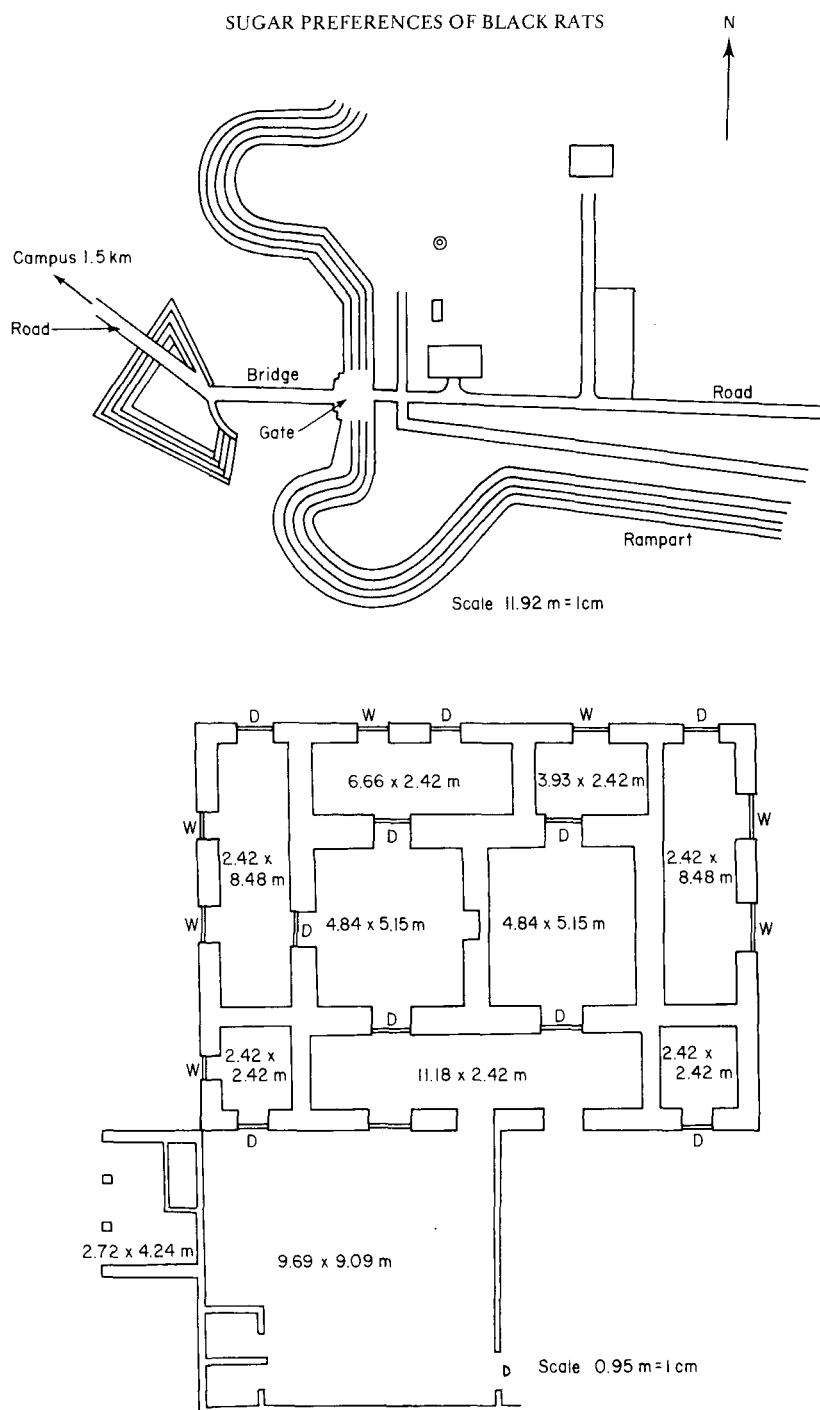 SUGAR PREFERENCES OF BLACK RATS
N
Campus 1.5 km
Road
Bridge
Gate
Road
Rampart
Scale 11.92 m = 1cm
D
W
D
W
D
6.66 x 2.42 m
3.93 x 2.42 m
W
D
D
W
2.42 x
8.48 m
2.42 x
8.48 m
W
D
4.84 x 5.15 m
4.84 x 5.15 m
W
D
D
W
2.42 x
2.42 m
11.18 x 2.42 m
2.42 x
2.42 m
D
D
2.72 x 4.24 m
9.69 x 9.09 m
D
Scale 0.95 m = 1 cm